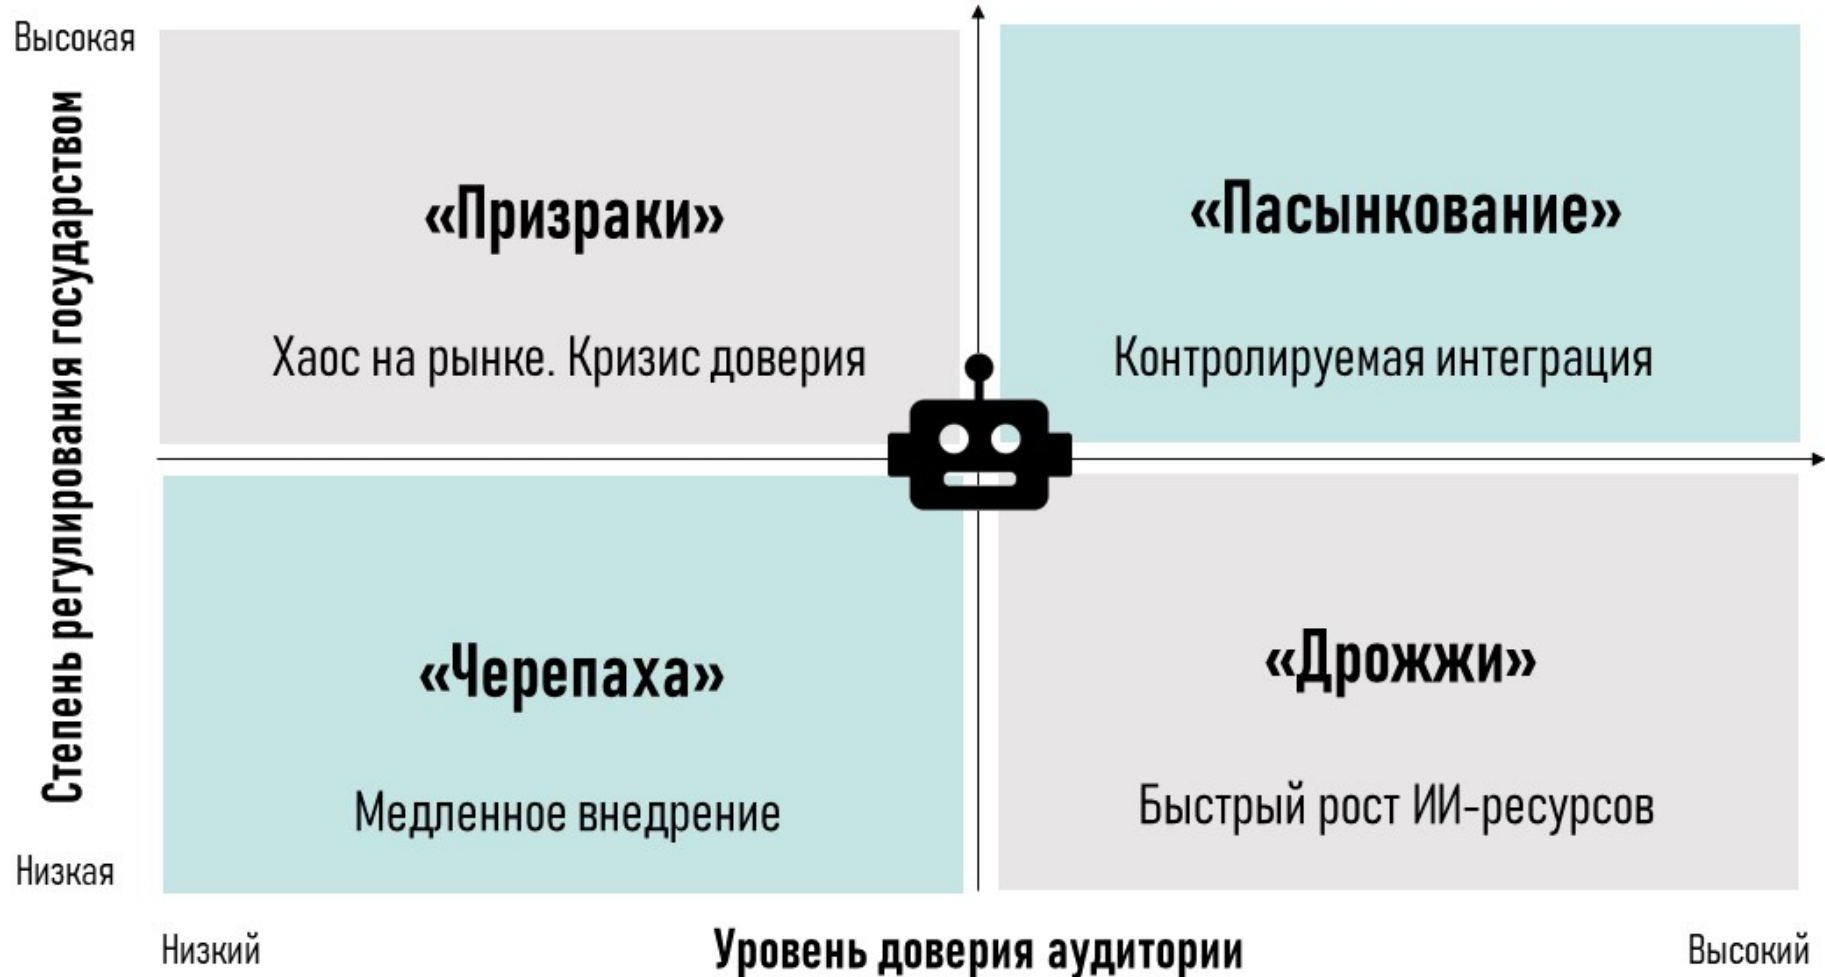 Высокая
Степень регулирования государством
«Призраки»
Хаос на рынке. Кризис доверия
«Пасынкование»
Контролируемая интеграция
«Черепаха»
Медленное внедрение
«Дрожжи»
Быстрый рост ИИ-ресурсов
Низкая
Низкий
Уровень доверия аудитории
Высокий